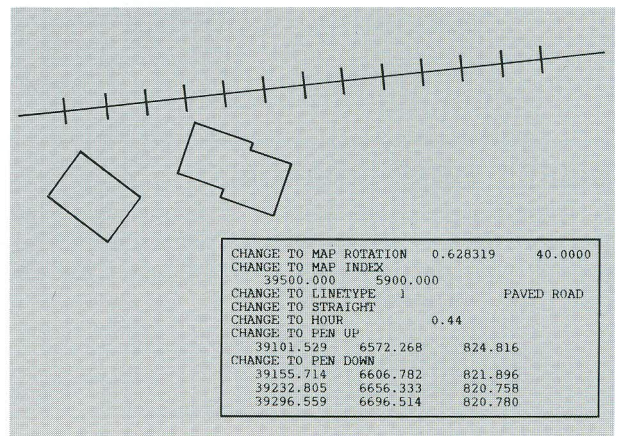 CHANGE TO MAP ROTATION 0.628319 40.0000
CHANGE TO MAP INDEX
39500.000 5900.000
CHANGE TO LINETYPE 1 PAVED ROAD
CHANGE TO STRAIGHT
CHANGE TO HOUR 0.44
CHANGE TO PEN UP
39101.529 6572.268 824.816
CHANGE TO PEN DOWN
39155.714 6606.782 821.896
39232.805 6656.333 820.758
39296.559 6696.514 820.780